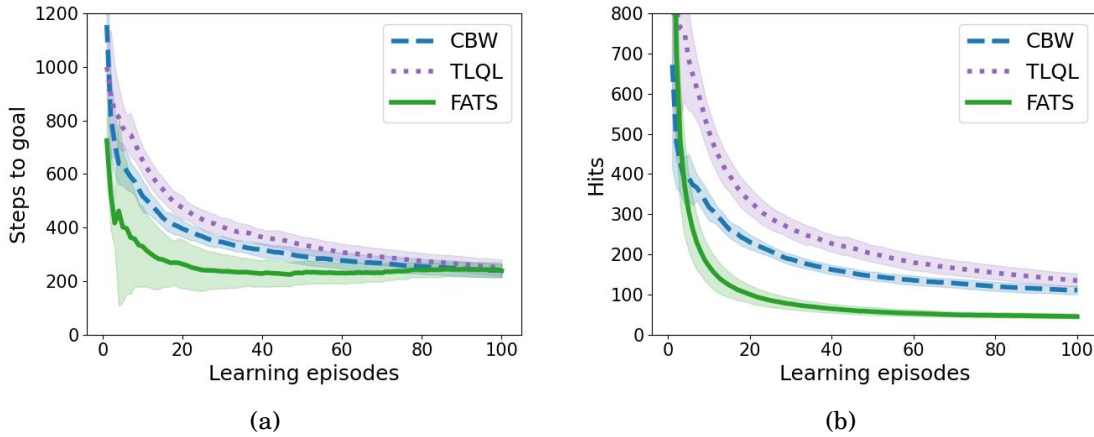 1200
1000
800
600
400
200
0
Steps to goal
CBW
TLQL
FATS
0 20 40 60 80 100
Learning episodes
(a)
800
700
600
500
400
300
200
100
0
Hits
CBW
TLQL
FATS
0 20 40 60 80 100
Learning episodes
(b)